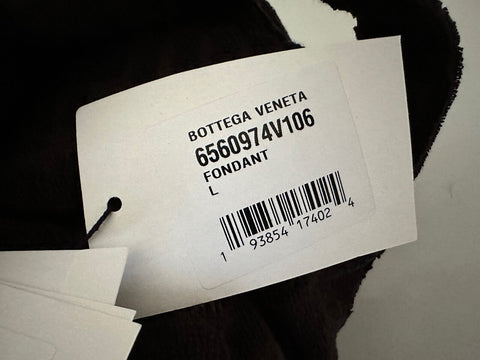 BOTTEGA VENETA
6560974V106
FONDANT
L
1 93854 17402 4